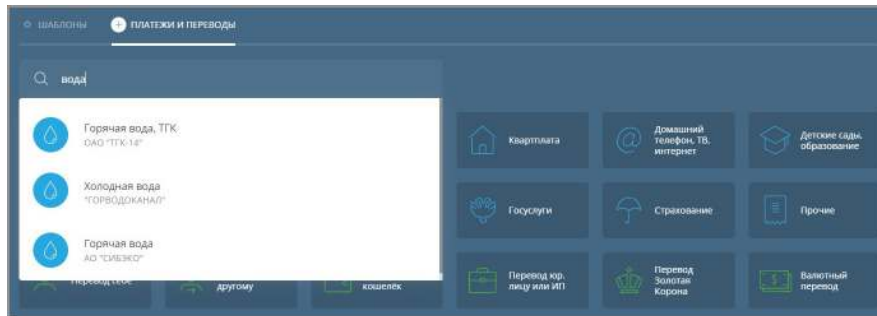 ШАБЛОНЫ
ПЛАТЕЖИ И ПЕРЕВОДЫ
вода
Горячая вода, ТГК
ОАО "ТГК-14"
Холодная вода
"ГОРВОДОКАНАЛ"
Горячая вода
АО "СИБЭКО"
Квартплата
Домашний
телефон, ТВ,
интернет
Детские сады,
образование
Госуслуги
Страхование
Прочие
Перевод себе
другому
кошелёк
Перевод юр.
лицу или ИП
Перевод
Золотая
Корона
Валютный
перевод